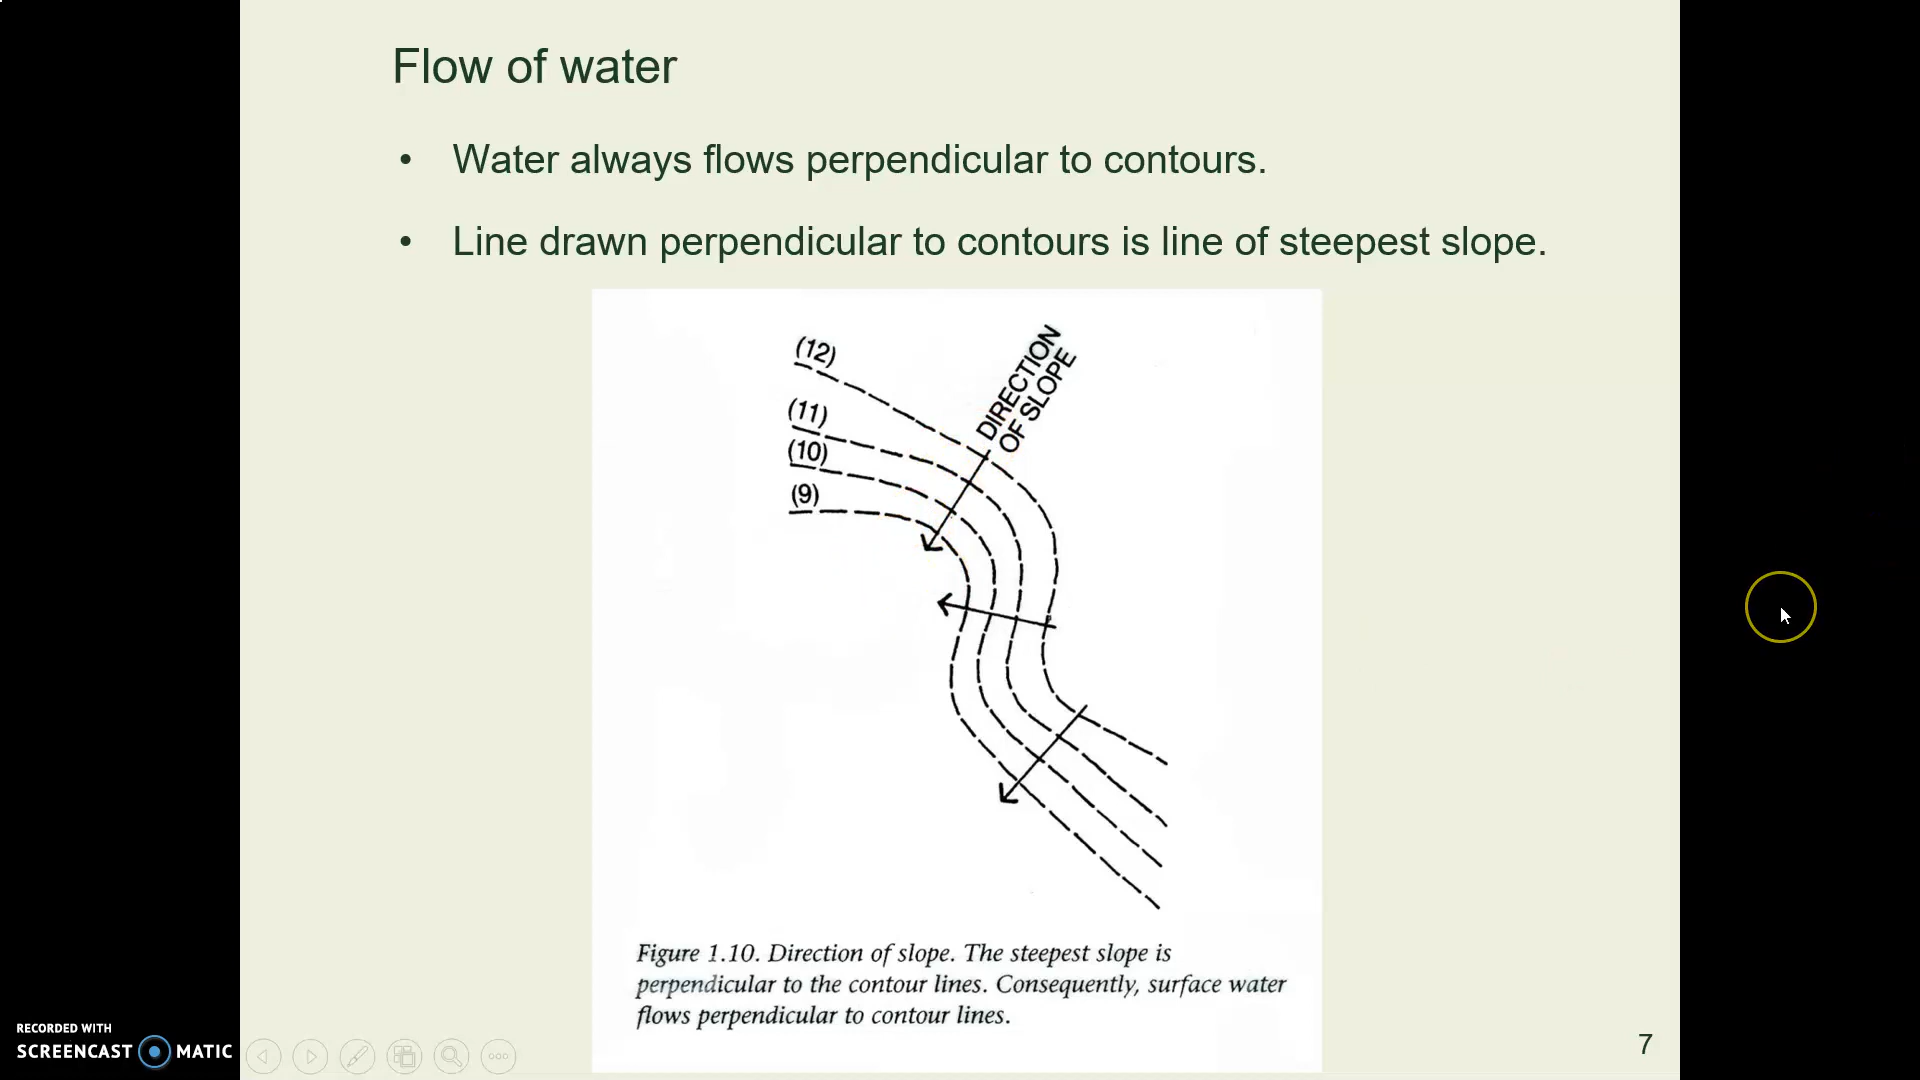 Flow of water
• Water always flows perpendicular to contours.
• Line drawn perpendicular to contours is line of steepest slope.
(12)
(11)
(10)
(9)
DIRECTION
OF SLOPE
Figure 1.10. Direction of slope. The steepest slope is
perpendicular to the contour lines. Consequently, surface water
flows perpendicular to contour lines.
7
RECORDED WITH
SCREENCAST MATIC